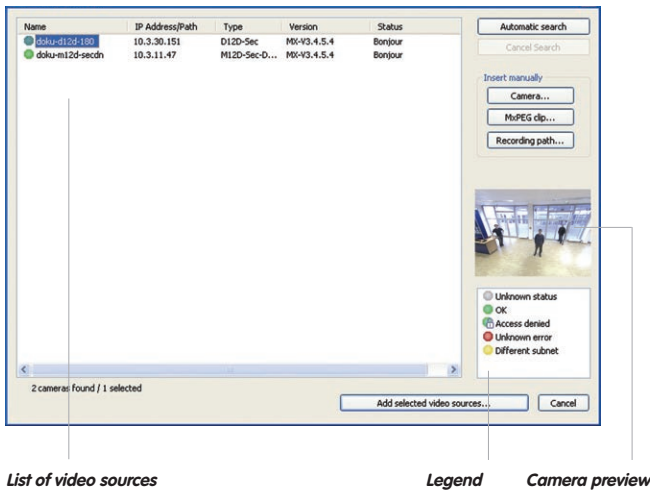 Name IP Address/Path Type Version Status
doku-d12d-180 10.3.30.151 D12D-Sec MX-V3.4.5.4 Bonjour
doku-m12d-secdn 10.3.11.47 M12D-Sec-D... MX-V3.4.5.4 Bonjour
Automatic search
Cancel Search
Insert manually
Camera...
MxPEG clip...
Recording path...
Unknown status
OK
Access denied
Unknown error
Different subnet
2 cameras found / 1 selected
Add selected video sources...
Cancel
List of video sources
Legend
Camera preview